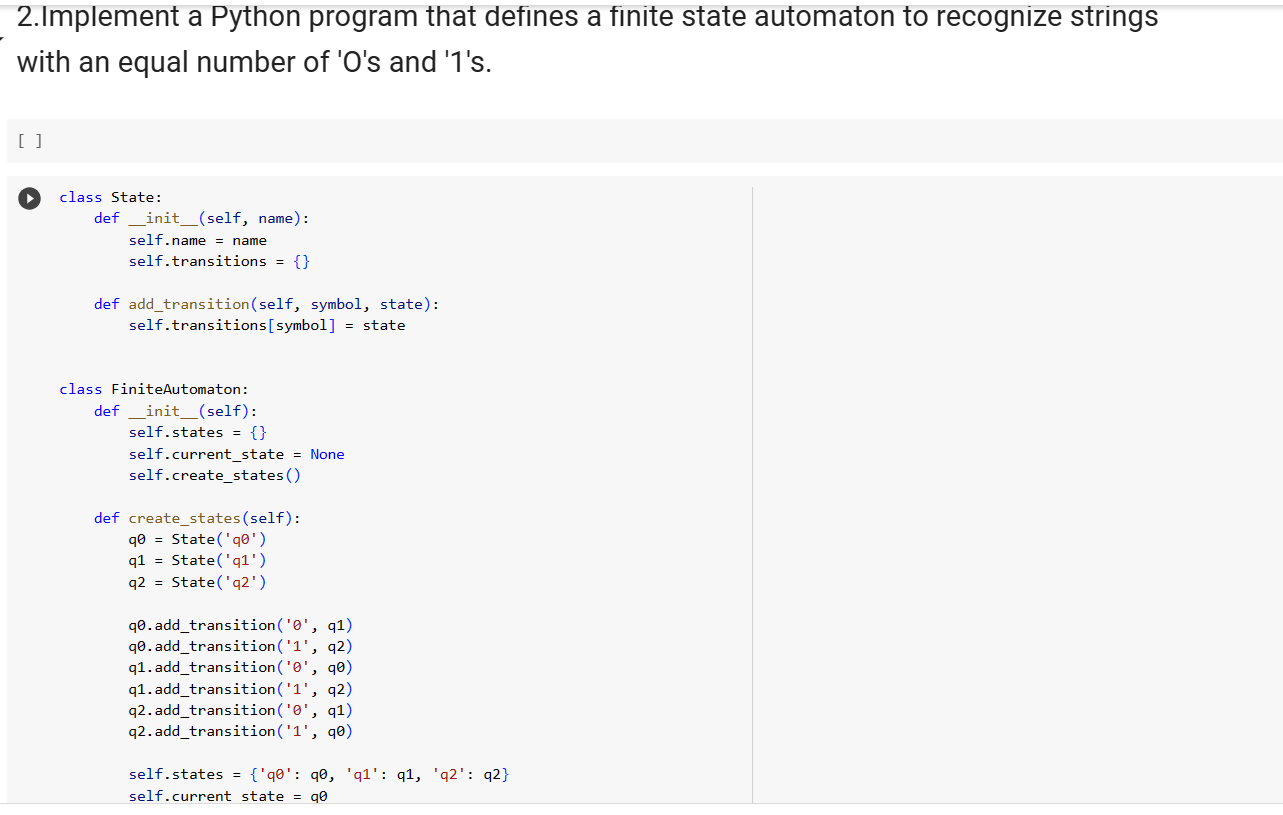 2.Implement a Python program that defines a finite state automaton to recognize strings
with an equal number of 'O's and '1's.
[ ]
class State:
    def __init__(self, name):
        self.name = name
        self.transitions = {}
    def add_transition(self, symbol, state):
        self.transitions[symbol] = state
class FiniteAutomaton:
    def __init__(self):
        self.states = {}
        self.current_state = None
        self.create_states()
    def create_states(self):
        q0 = State('q0')
        q1 = State('q1')
        q2 = State('q2')
        q0.add_transition('0', q1)
        q0.add_transition('1', q2)
        q1.add_transition('0', q0)
        q1.add_transition('1', q2)
        q2.add_transition('0', q1)
        q2.add_transition('1', q0)
        self.states = {'q0': q0, 'q1': q1, 'q2': q2}
        self.current_state = q0